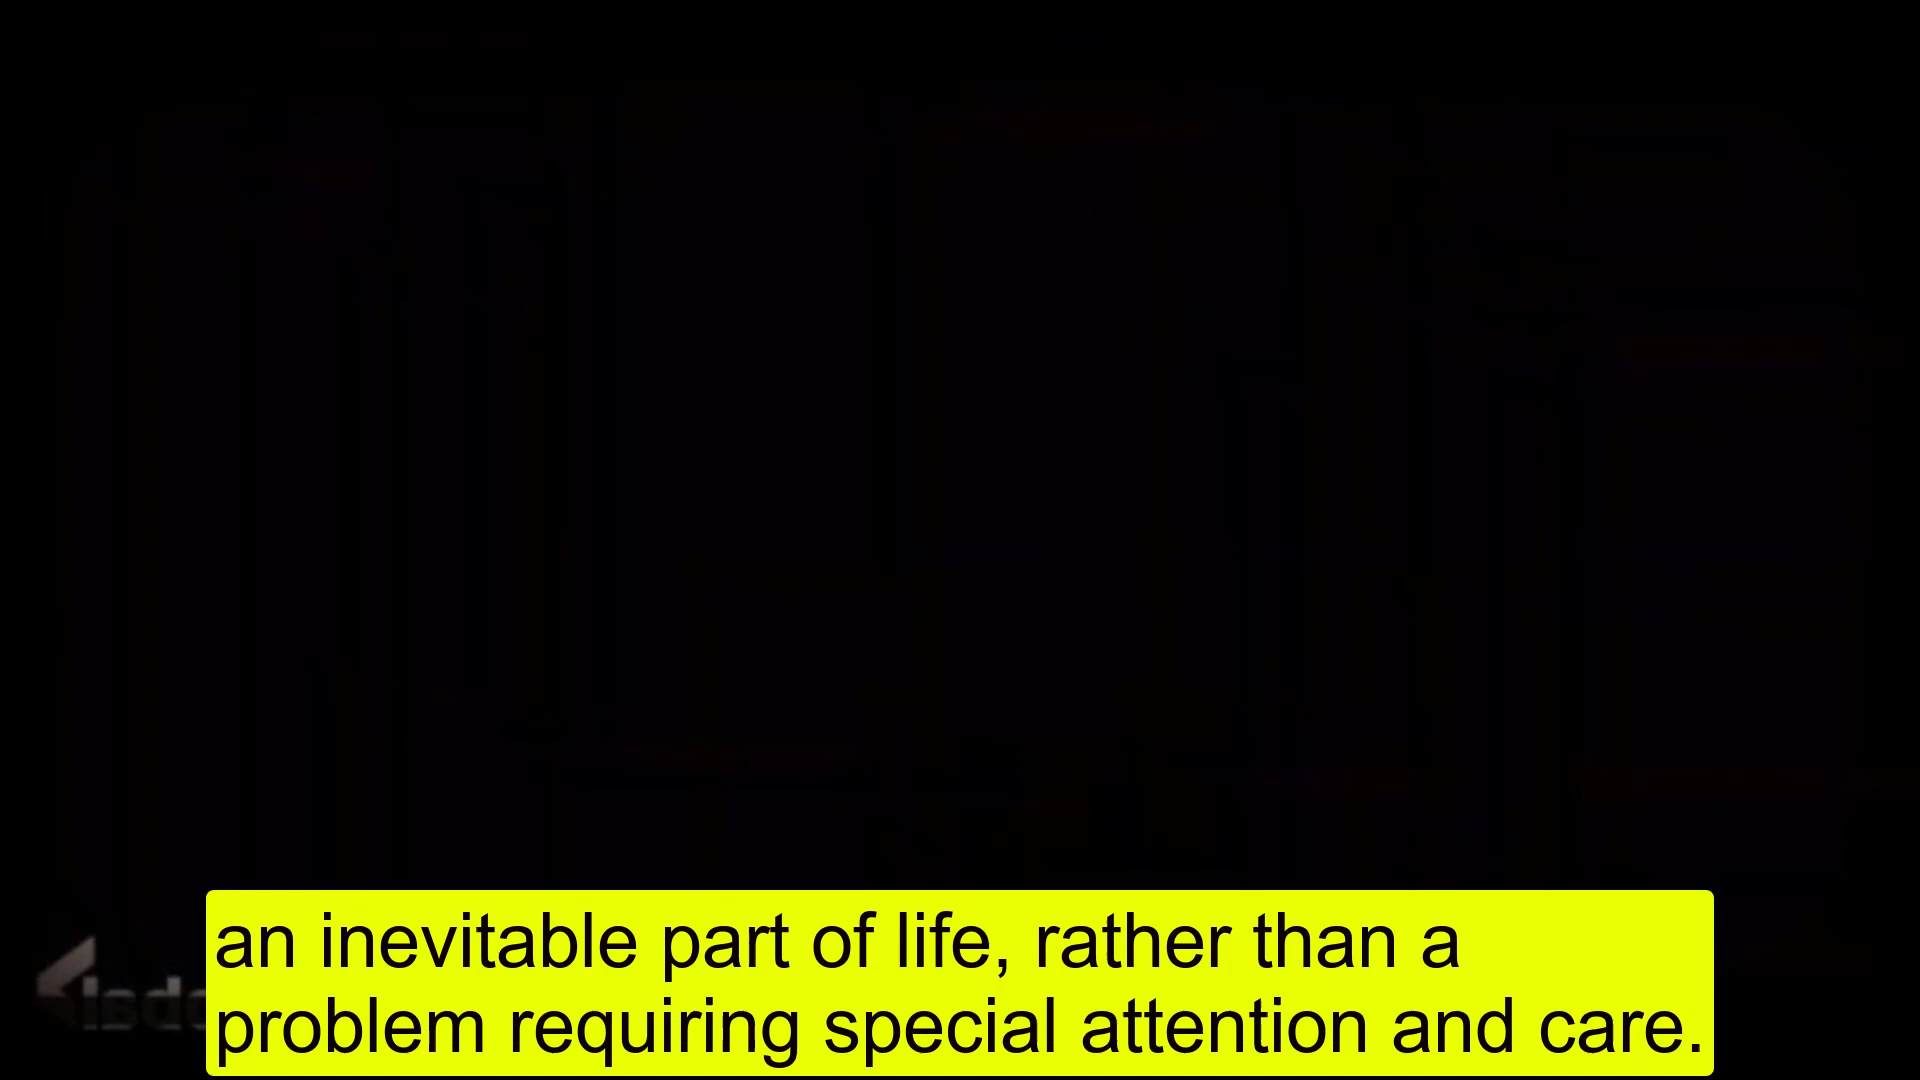 an inevitable part of life, rather than a
problem requiring special attention and care.